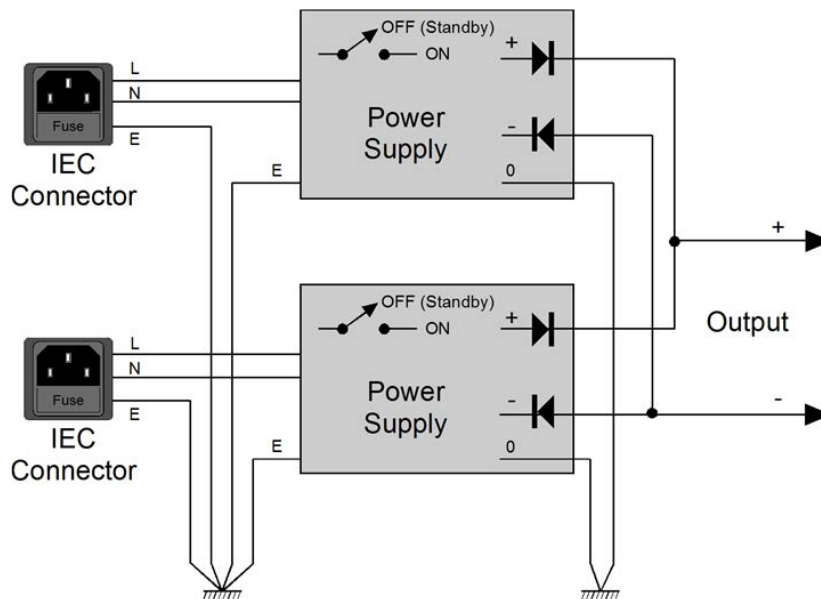 OFF (Standby)
ON
L
N
E
Fuse
IEC
Connector
+
Power
Supply
-
E
0
+
OFF (Standby)
ON
+
Output
L
N
E
Fuse
IEC
Connector
Power
Supply
-
-
E
0